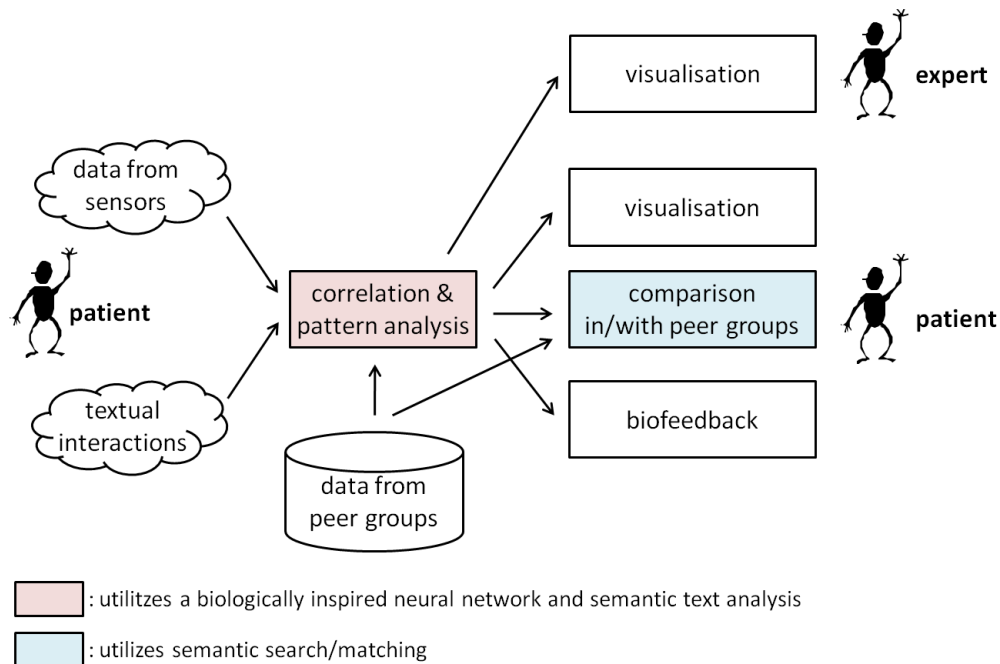 visualisation
expert
data from
sensors
visualisation
patient
correlation &
pattern analysis
comparison
in/with peer groups
patient
textual
interactions
biofeedback
data from
peer groups
: utilitzes a biologically inspired neural network and semantic text analysis
: utilizes semantic search/matching